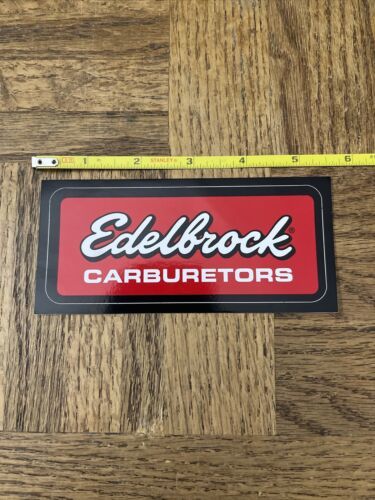 1 2 STANLEY® 3 4 5 6
Edelbrock®
CARBURETORS